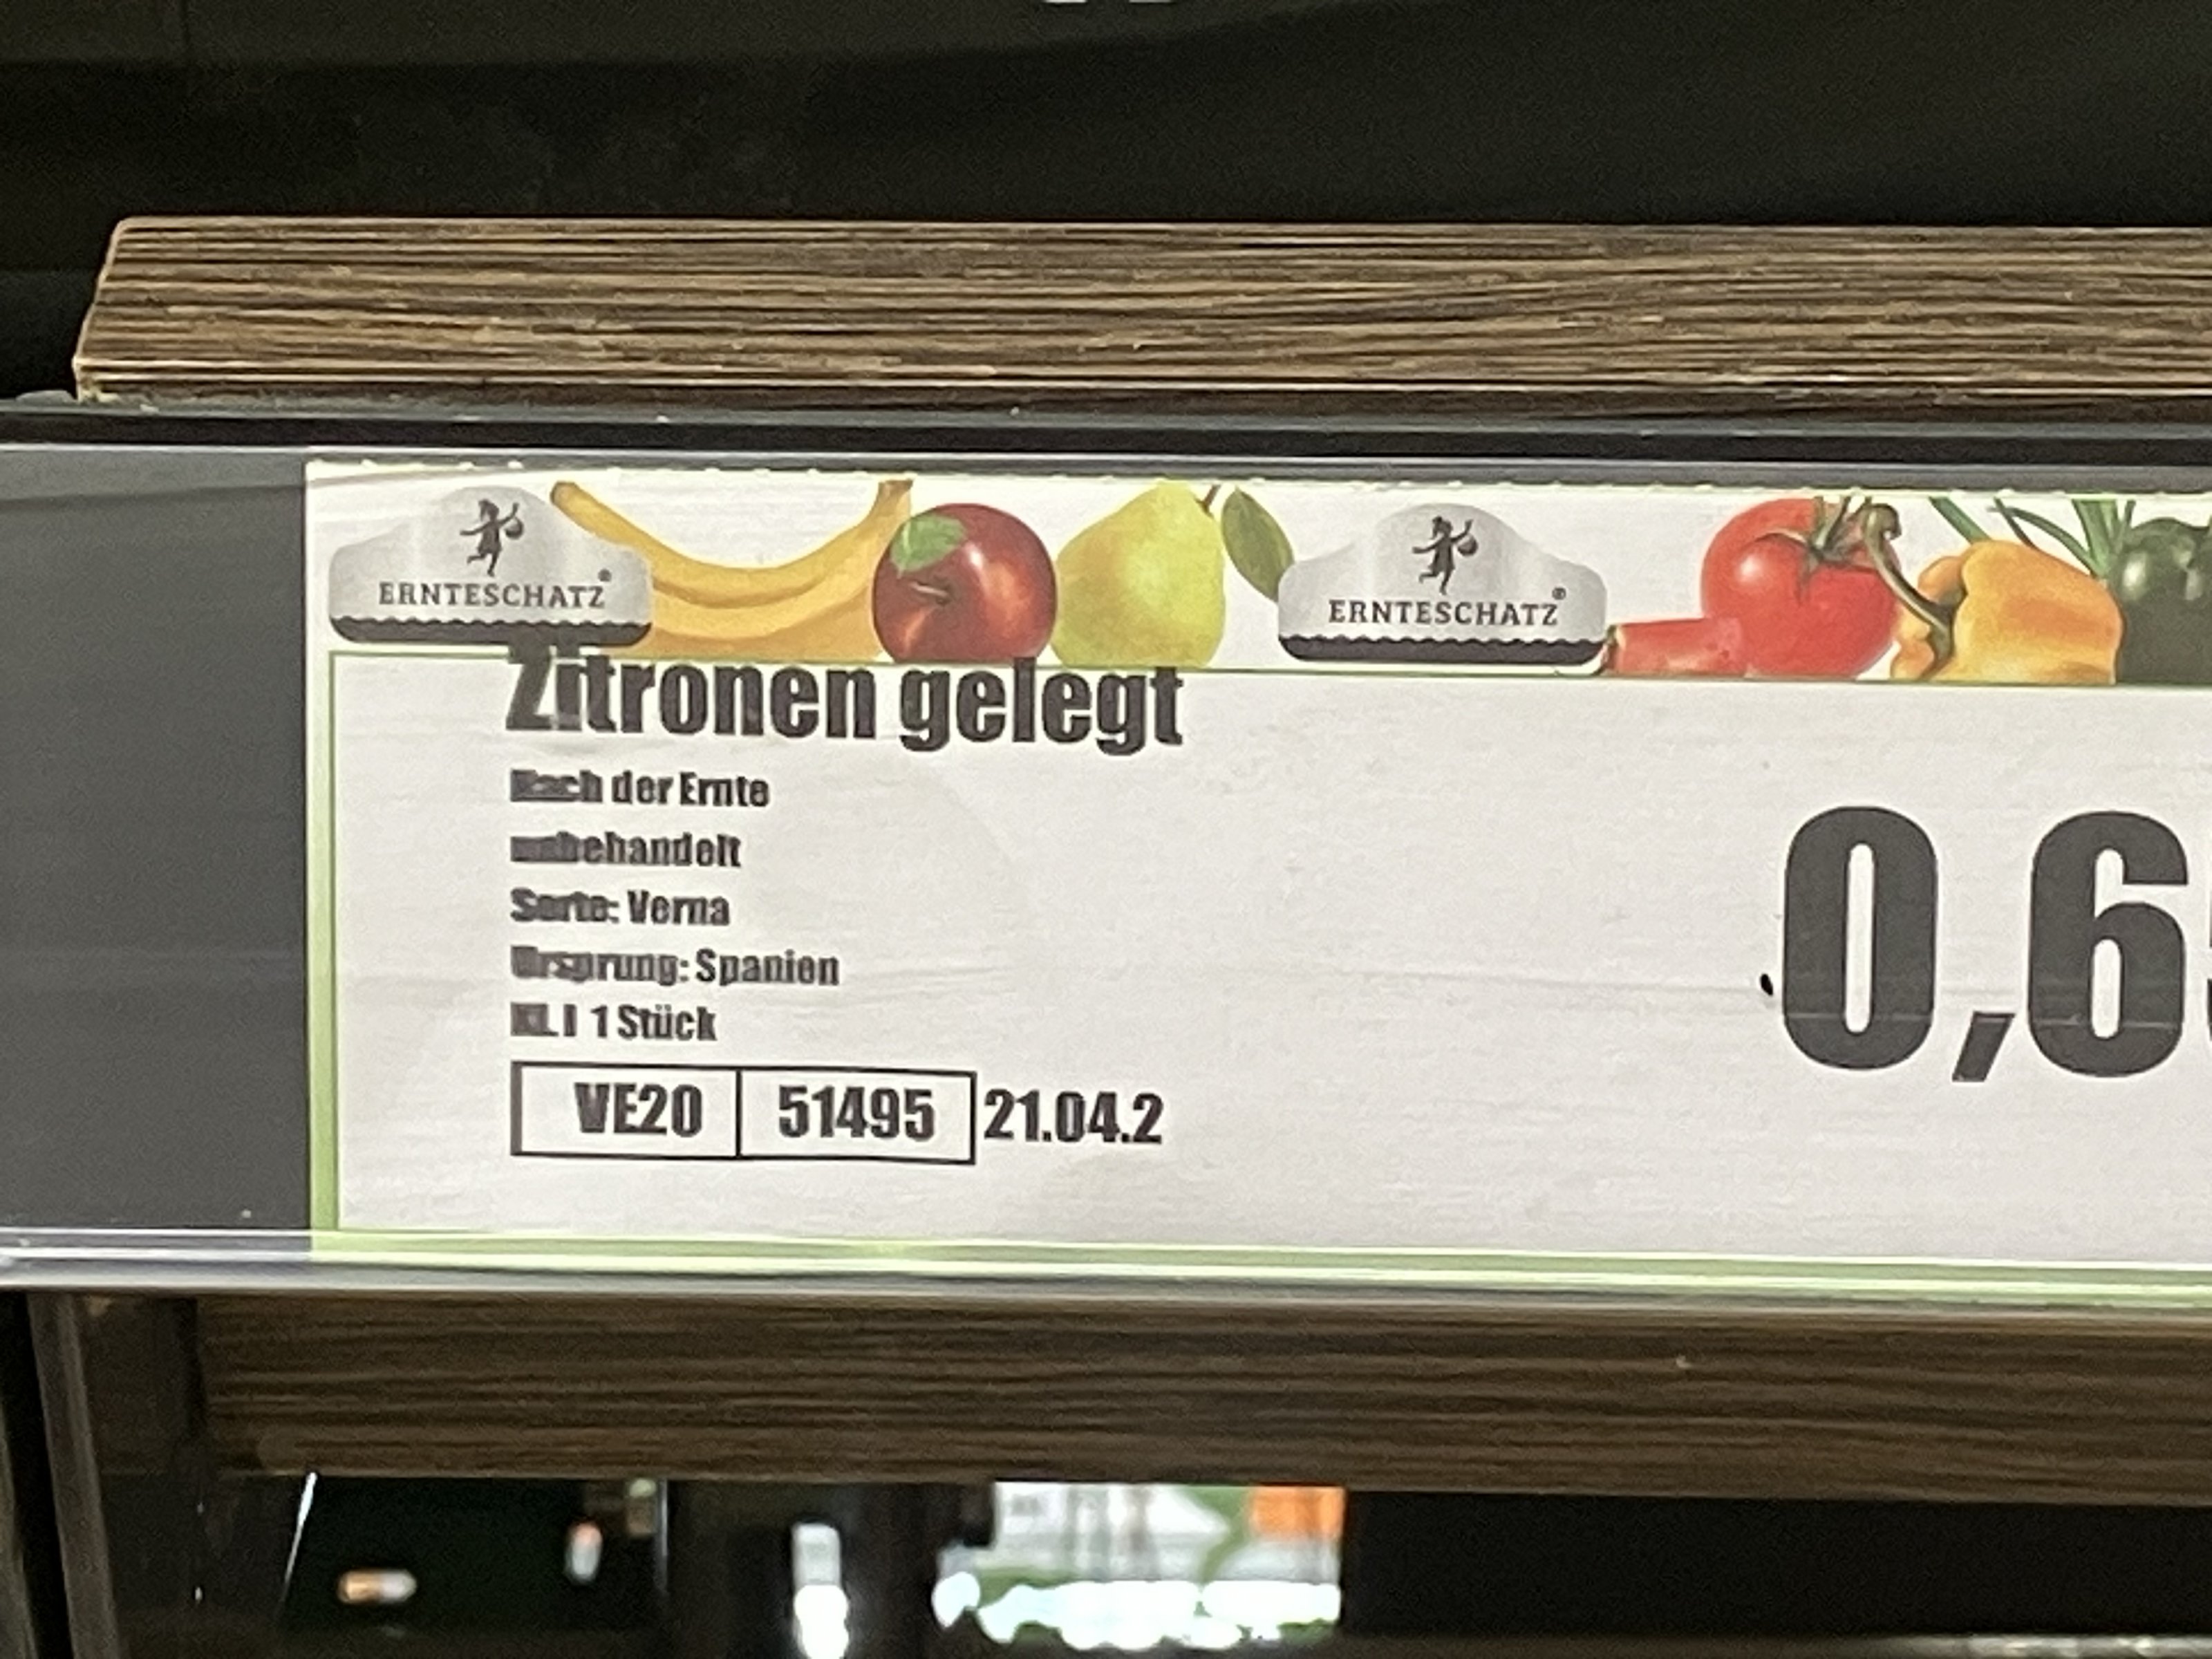 ERNTESCHATZ®
ERNTESCHATZ®
Zitronen gelegt
Nach der Ernte
unbehandelt
Sorte: Verna
Ursprung: Spanien
KL I 1 Stück
0,6
VE20 51495 21.04.2